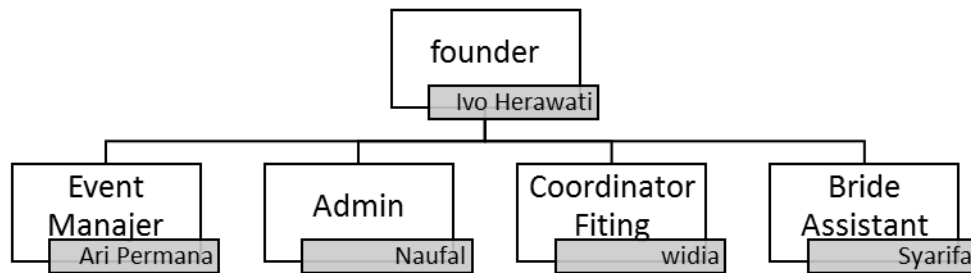 founder
Ivo Herawati
Event
Manajer
Ari Permana
Admin
Naufal
Coordinator
Fiting
widia
Bride
Assistant
Syarifa